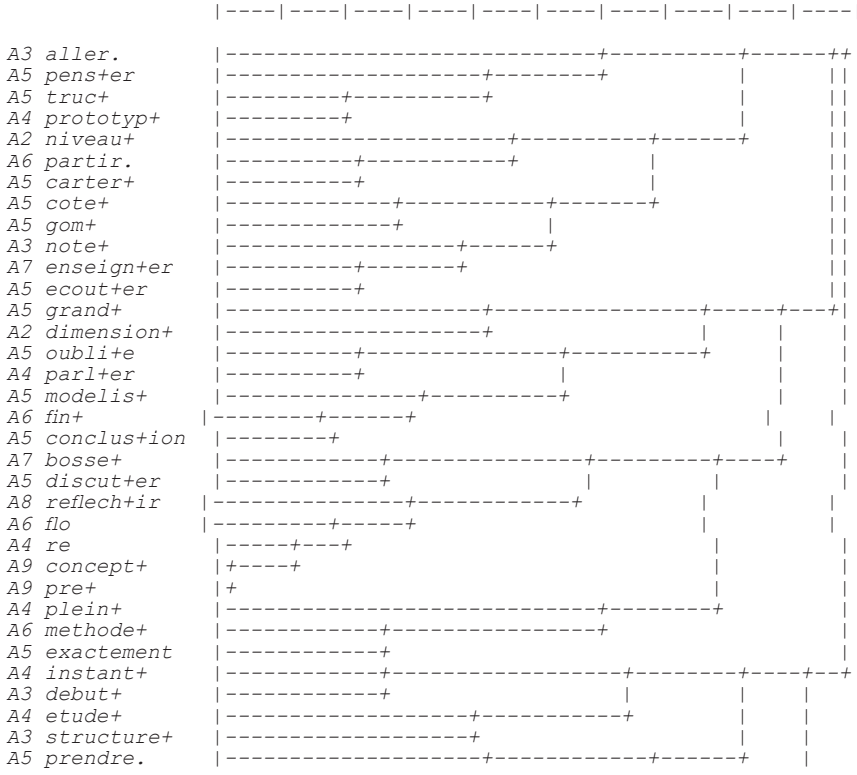 |----|----|----|----|----|----|----|----|----|----|
A3 aller. |-----------------------------+----------+------++
A5 pens+er |--------------------+--------+ | ||
A5 truc+ |---------+----------+ | ||
A4 prototyp+ |---------+ | ||
A2 niveau+ |----------------------+----------+------+ ||
A6 partir. |----------+-----------+ | ||
A5 carter+ |----------+ | ||
A5 cote+ |-------------+-----------+-------+ ||
A5 gom+ |-------------+ | ||
A3 note+ |------------------+------+ ||
A7 enseign+er |----------+-------+ ||
A5 ecout+er |----------+ ||
A5 grand+ |--------------------+----------------+-----+---+|
A2 dimension+ |--------------------+ | | |
A5 oubli+e |----------+---------------+----------+ | |
A4 parl+er |----------+ | | |
A5 modelis+ |---------------+----------+ | |
A6 fin+ |--------+------+ | |
A5 conclus+ion |--------+ | |
A7 bosse+ |------------+---------------+---------+----+ |
A5 discut+er |------------+ | | |
A8 reflech+ir |---------------+------------+ | |
A6 flo |---------+-----+ | |
A4 re |-----+---+ | |
A9 concept+ |+----+ | |
A9 pre+ |+ | |
A4 plein+ |-----------------------------+--------+ |
A6 methode+ |------------+----------------+ |
A5 exactement |------------+ |
A4 instant+ |------------+------------------+--------+----+--+
A3 debut+ |------------+ | | |
A4 etude+ |-------------------+-----------+ | |
A3 structure+ |-------------------+ | |
A5 prendre. |--------------------+------------+------+ |